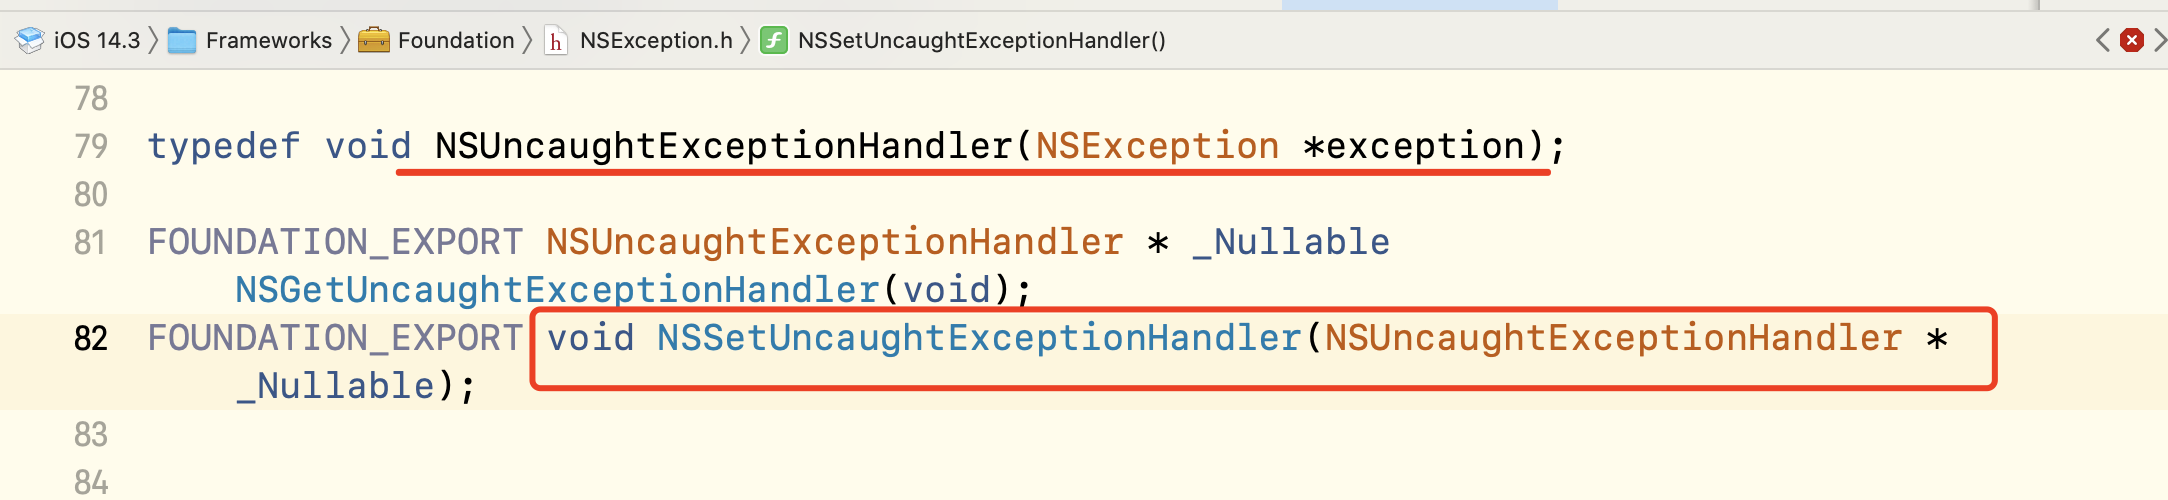 iOS 14.3 Frameworks Foundation h NSException.h f NSSetUncaughtExceptionHandler()
78
79 typedef void NSUncaughtExceptionHandler(NSException *exception);
80
81 FOUNDATION_EXPORT NSUncaughtExceptionHandler * _Nullable
NSGetUncaughtExceptionHandler(void);
82 FOUNDATION_EXPORT void NSSetUncaughtExceptionHandler(NSUncaughtExceptionHandler *
_Nullable);
83
84